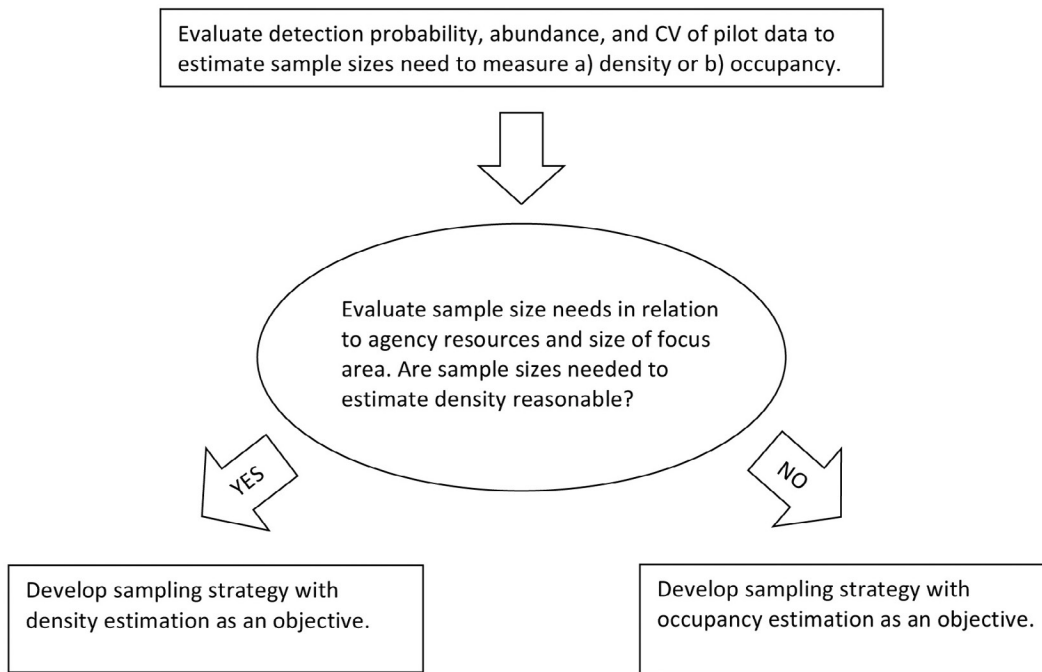 Evaluate detection probability, abundance, and CV of pilot data to
estimate sample sizes need to measure a) density or b) occupancy.
Evaluate sample size needs in relation
to agency resources and size of focus
area. Are sample sizes needed to
estimate density reasonable?
YES
NO
Develop sampling strategy with
density estimation as an objective.
Develop sampling strategy with
occupancy estimation as an objective.